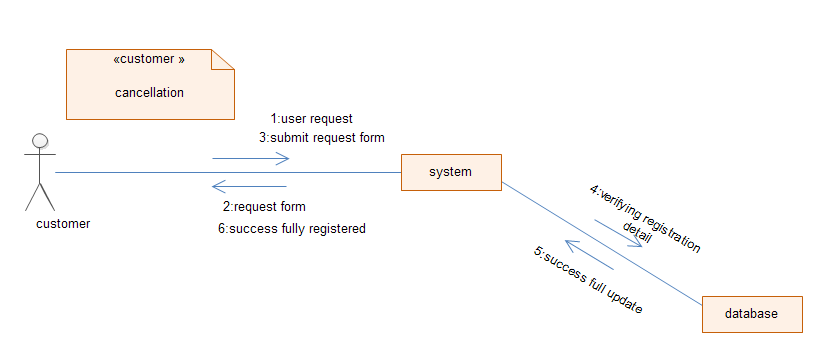 «customer »
cancellation
1:user request
3:submit request form
system
customer
2:request form
6:success fully registered
4:verifying registration
detail
5:success full update
database